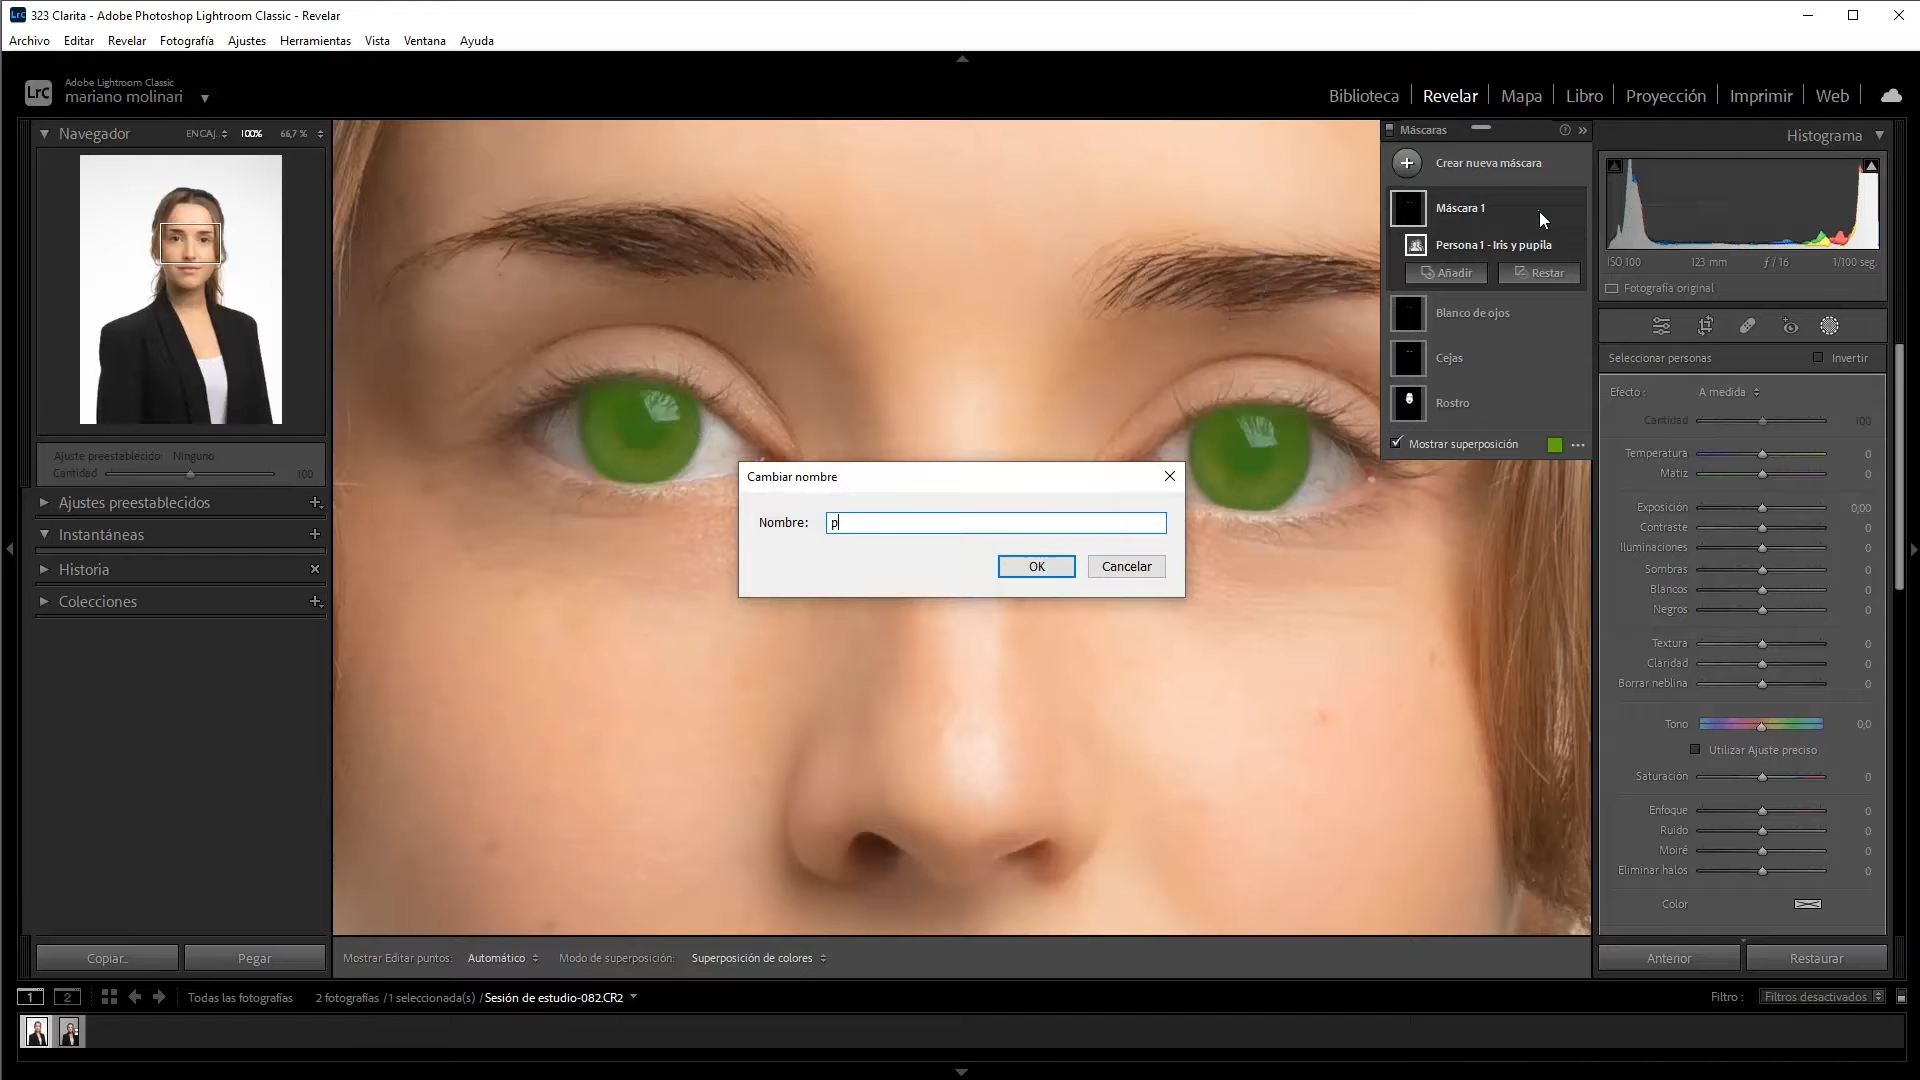 Lrc 323 Clarita - Adobe Photoshop Lightroom Classic - Revelar
Archivo Editar Revelar Fotografía Ajustes Herramientas Vista Ventana Ayuda
LrC
Adobe Lightroom Classic
mariano molinari
Biblioteca | Revelar | Mapa | Libro | Proyección | Imprimir | Web |
Navegador ENCAJ. 100% 66,7 %
Ajuste preestablecido: Ninguno
Cantidad 100
Ajustes preestablecidos
Instantáneas
Historia
Colecciones
Copiar... Pegar
Máscaras
Crear nueva máscara
Máscara 1
Persona 1 - Iris y pupila
Añadir Restar
Blanco de ojos
Cejas
Rostro
Mostrar superposición
Cambiar nombre
Nombre: p
OK Cancelar
Histograma
ISO 100 123 mm ƒ / 16 1/100 seg.
Fotografía original
Seleccionar personas Invertir
Efecto : A medida
Cantidad 100
Temperatura 0
Matiz 0
Exposición 0,00
Contraste 0
Iluminaciones 0
Sombras 0
Blancos 0
Negros 0
Textura 0
Claridad 0
Borrar neblina 0
Tono 0,0
Utilizar Ajuste preciso
Saturación 0
Enfoque 0
Ruido 0
Moiré 0
Eliminar halos 0
Color
Anterior Restaurar
Mostrar Editar puntos: Automático Modo de superposición: Superposición de colores
1 2 Todas las fotografías 2 fotografías /1 seleccionada(s) /Sesión de estudio-082.CR2
Filtro : Filtros desactivados